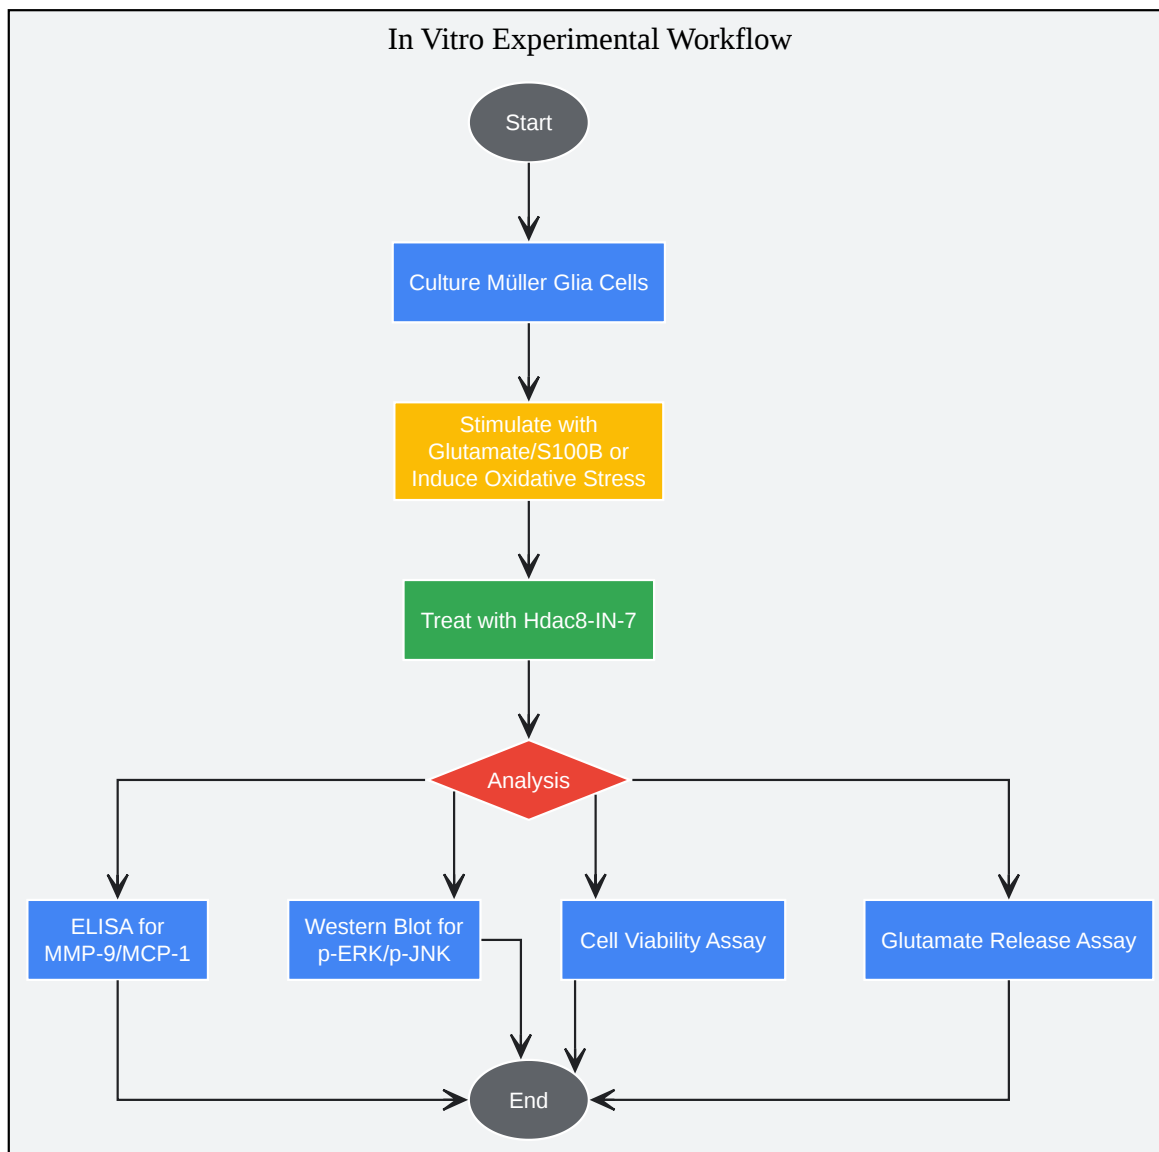 In Vitro Experimental Workflow
Start
Culture Müller Glia Cells
Stimulate with
Glutamate/S100B or
Induce Oxidative Stress
Treat with Hdac8-IN-7
Analysis
ELISA for
MMP-9/MCP-1
Western Blot for
p-ERK/p-JNK
Cell Viability Assay
Glutamate Release Assay
End